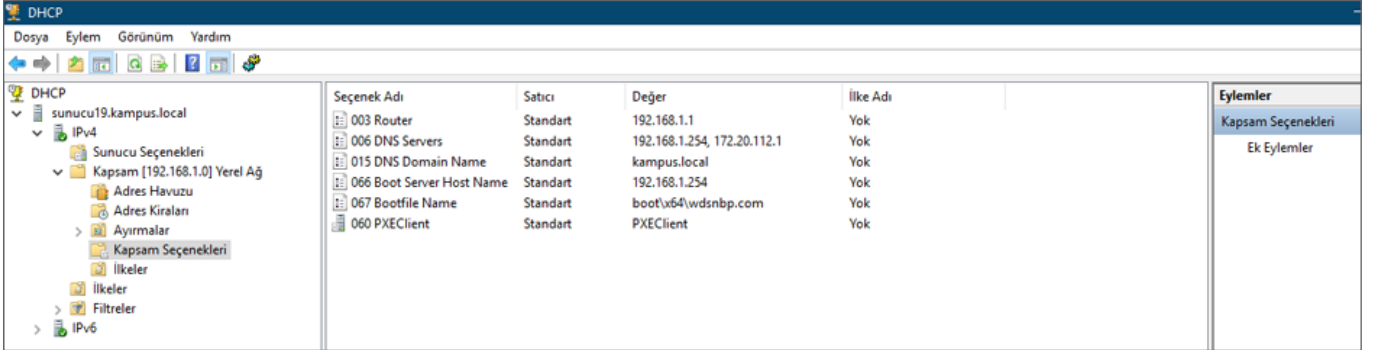 DHCP
Dosya Eylem Görünüm Yardım
DHCP
sunucu19.kampus.local
IPv4
Sunucu Seçenekleri
Kapsam [192.168.1.0] Yerel Ağ
Adres Havuzu
Adres Kiraları
Ayırmalar
Kapsam Seçenekleri
İlkeler
İlkeler
Filtreler
IPv6
Seçenek Adı Satıcı Değer İlke Adı
003 Router Standart 192.168.1.1 Yok
006 DNS Servers Standart 192.168.1.254, 172.20.112.1 Yok
015 DNS Domain Name Standart kampus.local Yok
066 Boot Server Host Name Standart 192.168.1.254 Yok
067 Bootfile Name Standart boot\x64\wdsnbp.com Yok
060 PXEClient Standart PXEClient Yok
Eylemler
Kapsam Seçenekleri
Ek Eylemler